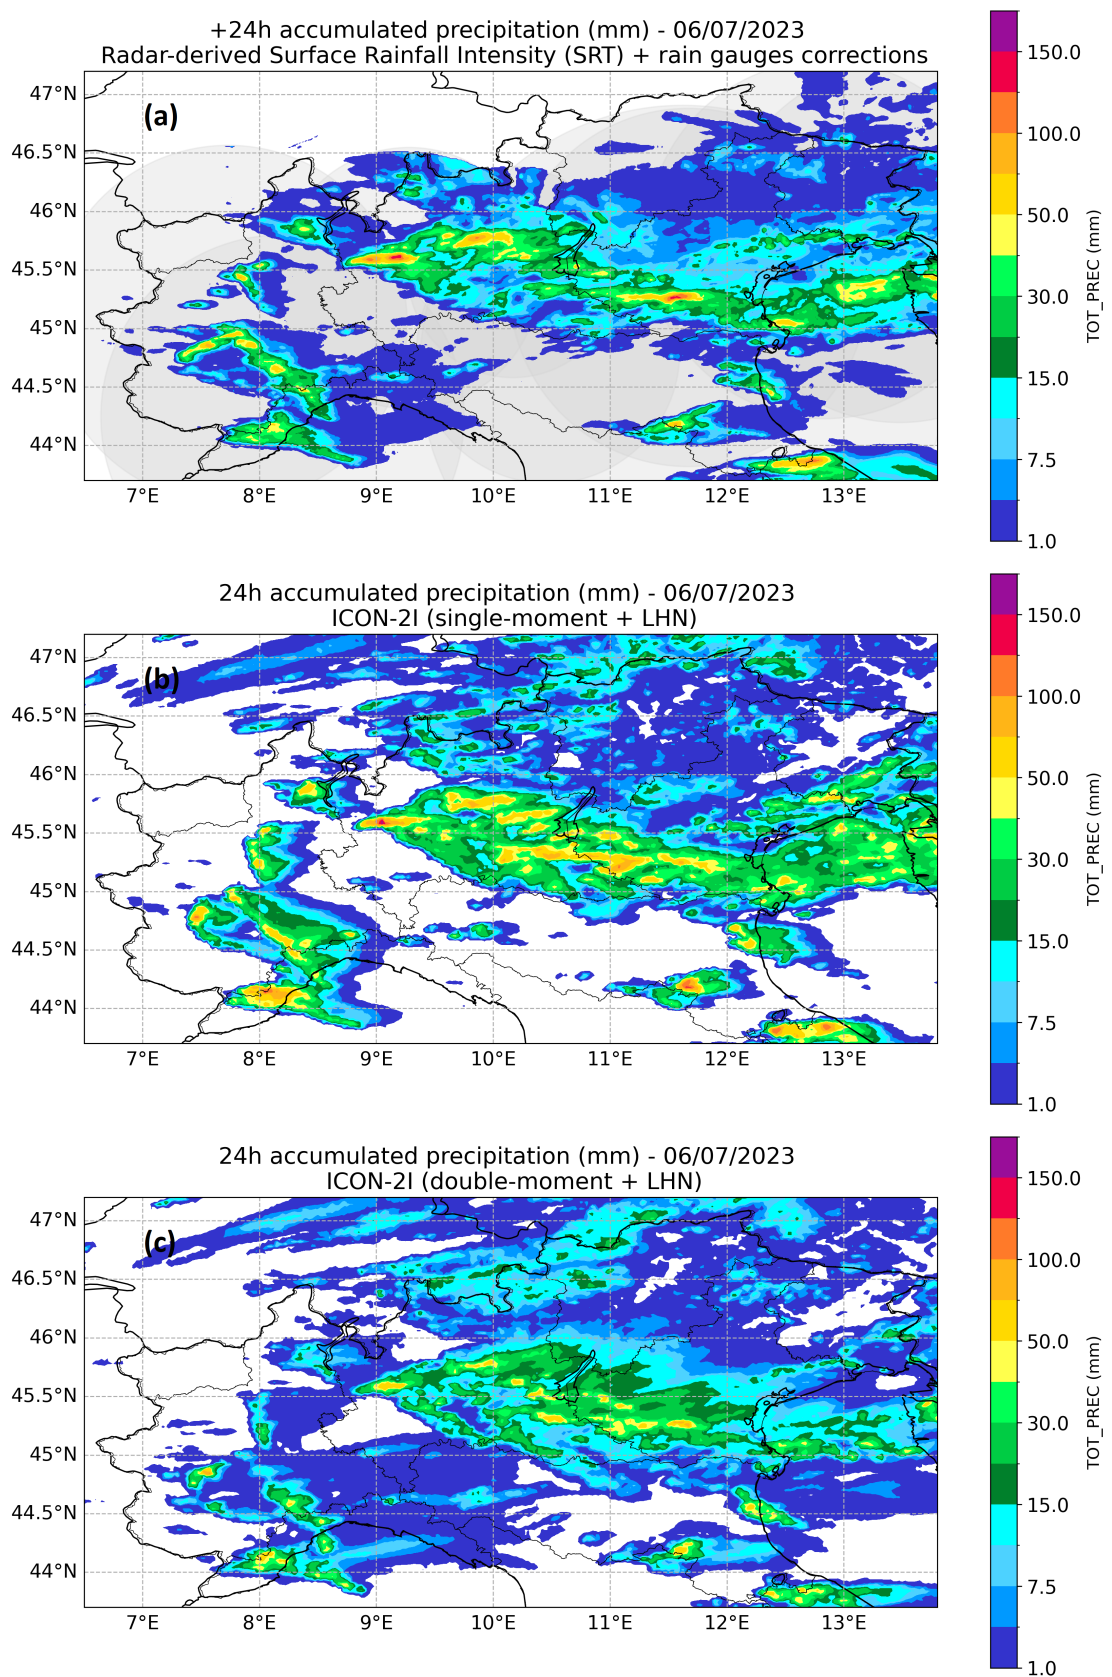 +24h accumulated precipitation (mm) - 06/07/2023
Radar-derived Surface Rainfall Intensity (SRT) + rain gauges corrections
(a)
47°N
46.5°N
46°N
45.5°N
45°N
44.5°N
44°N
7°E 8°E 9°E 10°E 11°E 12°E 13°E
150.0
100.0
50.0
30.0
15.0
7.5
1.0
TOT_PREC (mm)
24h accumulated precipitation (mm) - 06/07/2023
ICON-2I (single-moment + LHN)
(b)
47°N
46.5°N
46°N
45.5°N
45°N
44.5°N
44°N
7°E 8°E 9°E 10°E 11°E 12°E 13°E
150.0
100.0
50.0
30.0
15.0
7.5
1.0
TOT_PREC (mm)
24h accumulated precipitation (mm) - 06/07/2023
ICON-2I (double-moment + LHN)
(c)
47°N
46.5°N
46°N
45.5°N
45°N
44.5°N
44°N
7°E 8°E 9°E 10°E 11°E 12°E 13°E
150.0
100.0
50.0
30.0
15.0
7.5
1.0
TOT_PREC (mm)